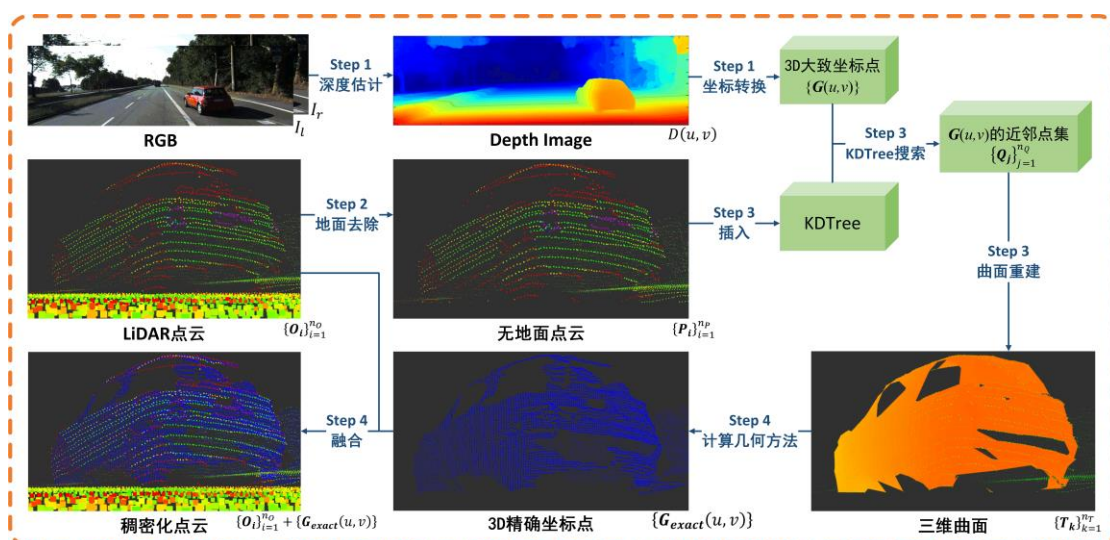 Step 1
深度估计
I_l
I_r
RGB
Depth Image
D(u, v)
Step 1
坐标转换
3D大致坐标点
{G(u,v)}
Step 3
KDTree搜索
G(u,v)的近邻点集
{Q_j}_{j=1}^{n_Q}
Step 2
地面去除
Step 3
插入
KDTree
Step 3
曲面重建
LiDAR点云
{O_i}_{i=1}^{n_O}
无地面点云
{P_i}_{i=1}^{n_P}
Step 4
融合
Step 4
计算几何方法
稠密化点云
{O_i}_{i=1}^{n_O} + {G_{exact}(u, v)}
3D精确坐标点
{G_{exact}(u, v)}
三维曲面
{T_k}_{k=1}^{n_T}